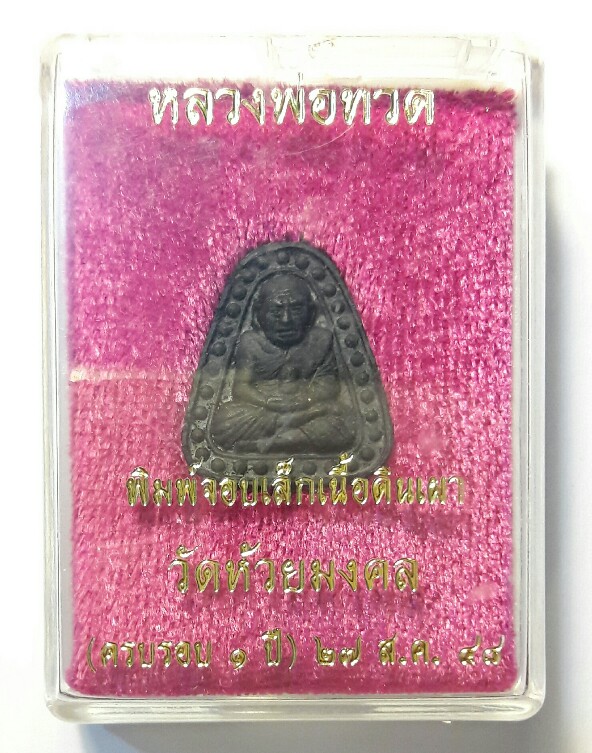 หลวงพ่อทวด
พิมพ์จอบเล็กเนื้อดินเผา
วัดห้วยมงคล
(ครบรอบ ๑ ปี) ๒๗ ส.ค. ๔๘